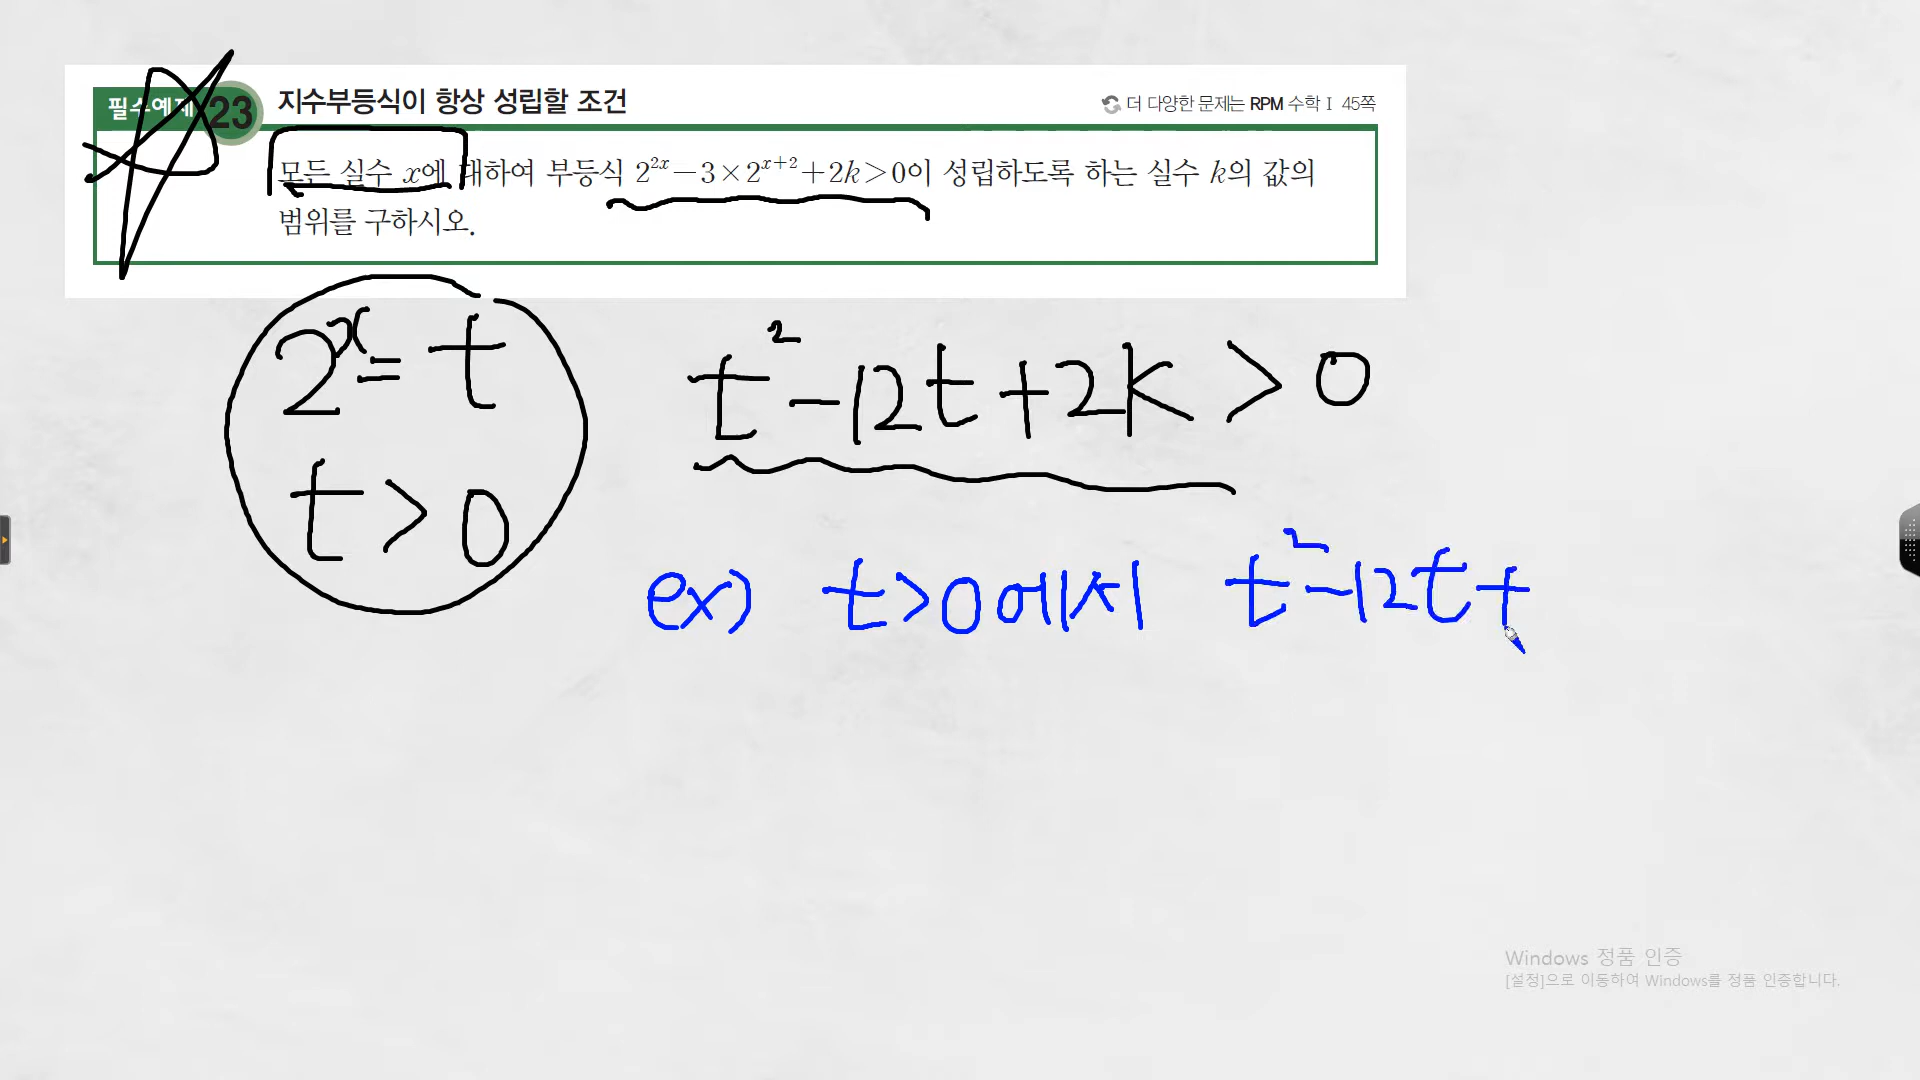 필수예제 23 지수부등식이 항상 성립할 조건 더 다양한 문제는 RPM 수학 I 45쪽
모든 실수 x에 대하여 부등식 2^{2x}-3×2^{x+2}+2k>0이 성립하도록 하는 실수 k의 값의
범위를 구하시오.
2^x = t
t > 0
t²-12t+2k > 0
ex) t>0에서 t²-12t+
Windows 정품 인증
[설정]으로 이동하여 Windows를 정품 인증합니다.